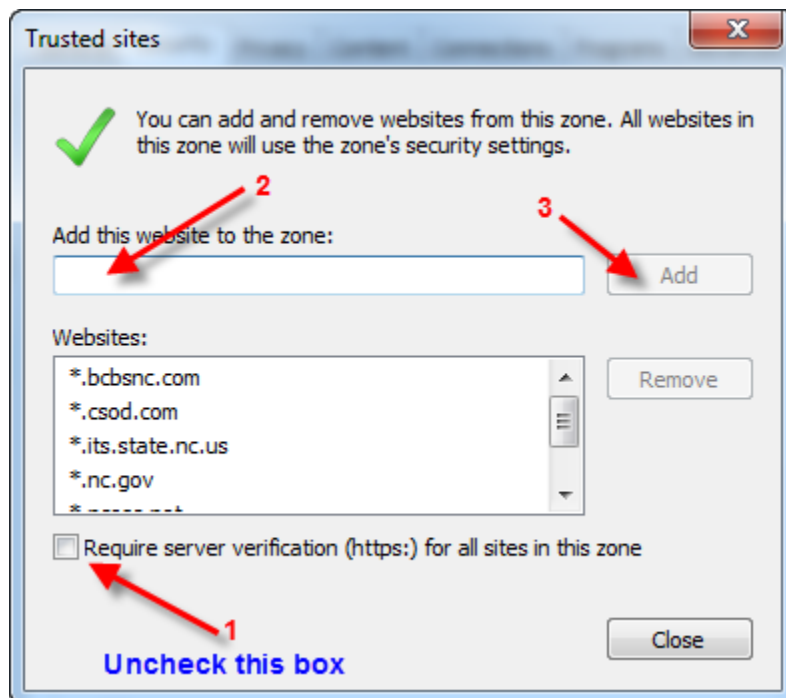 Trusted sites
You can add and remove websites from this zone. All websites in
this zone will use the zone's security settings.
2
3
Add this website to the zone:
Add
Websites:
*.bcbsnc.com
Remove
*.csod.com
*.its.state.nc.us
*.nc.gov
Require server verification (https:) for all sites in this zone
1
Uncheck this box
Close